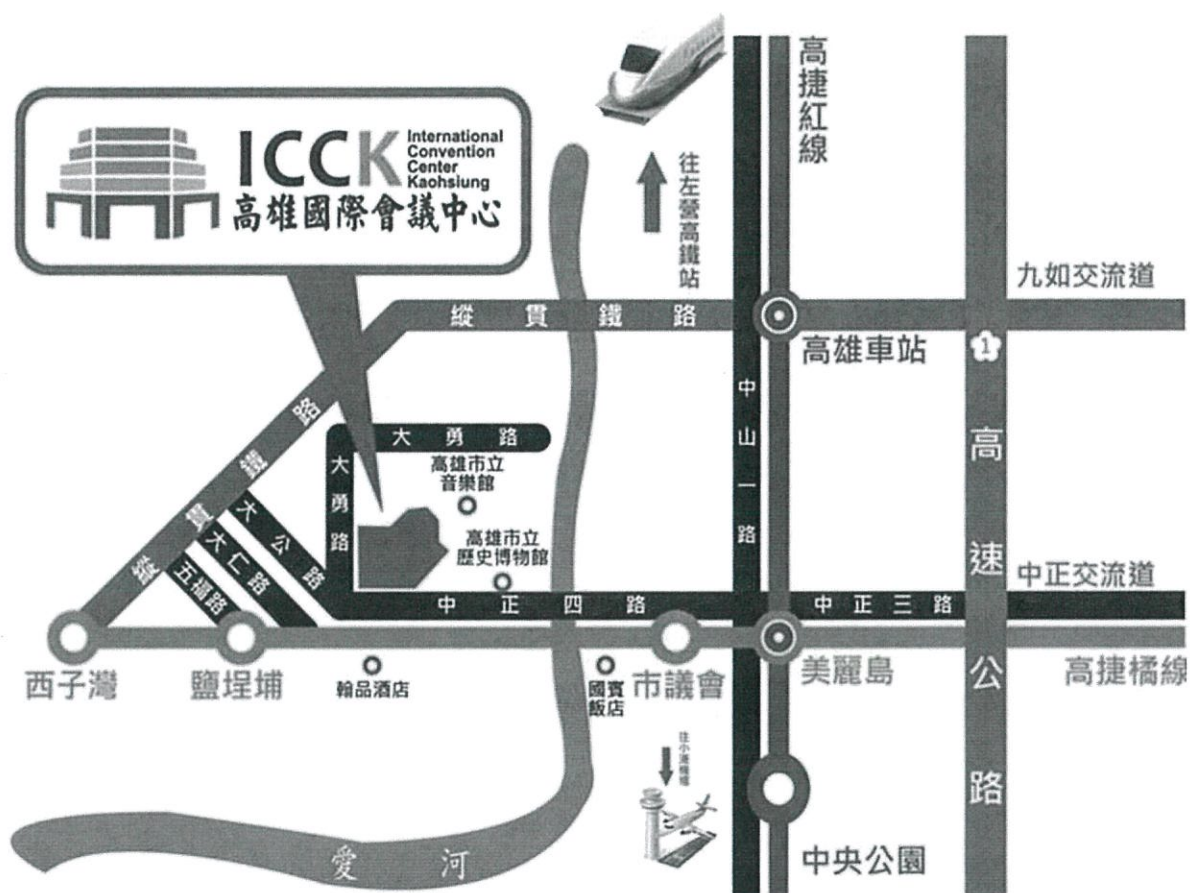 ICCK
International
Convention
Center
Kaohsiung
高雄國際會議中心
往左營高鐵站
高捷紅線
九如交流道
縱貫鐵路
高雄車站
1
高速公路
中山一路
縱貫鐵路
大勇路
大勇路
高雄市立
音樂館
高雄市立
歷史博物館
大公路
大仁路
五福路
中正四路
中正三路
中正交流道
西子灣
鹽埕埔
翰品酒店
國賓
飯店
市議會
美麗島
高捷橘線
往小港機場
愛河
中央公園